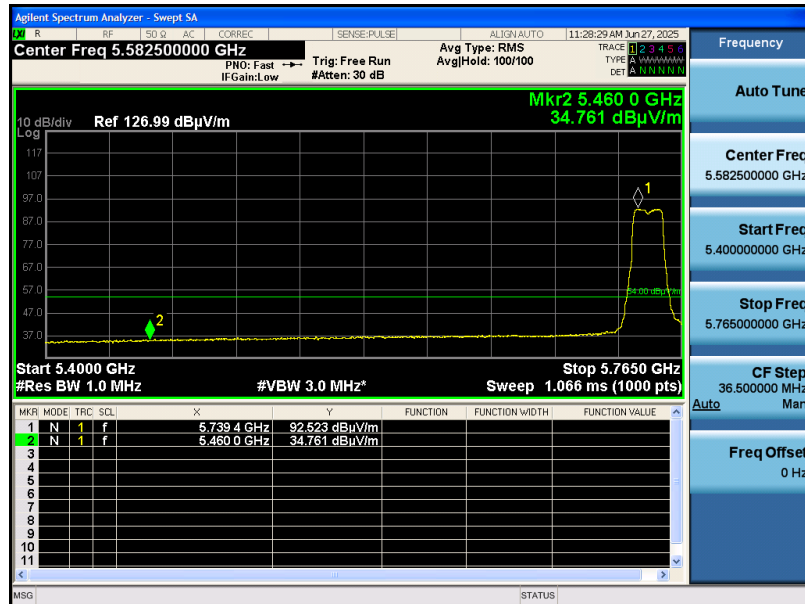 Agilent Spectrum Analyzer - Swept SA
LXI R RF 50 Ω AC CORREC SENSE:PULSE ALIGN AUTO 11:28:29 AM Jun 27, 2025
Center Freq 5.582500000 GHz
PNO: Fast
IFGain:Low
Trig: Free Run
#Atten: 30 dB
Avg Type: RMS
Avg|Hold: 100/100
TRACE 1 2 3 4 5 6
TYPE A WWWWW
DET A N N N N N
Frequency
Auto Tune
Center Freq
5.582500000 GHz
Start Freq
5.400000000 GHz
Stop Freq
5.765000000 GHz
CF Step
36.500000 MHz
Auto Man
Freq Offset
0 Hz
Mkr2 5.460 0 GHz
34.761 dBµV/m
10 dB/div Ref 126.99 dBµV/m
Log
117
107
97.0
87.0
77.0
67.0
57.0
47.0
37.0
1
2
54.00 dBµV/m
Start 5.4000 GHz Stop 5.7650 GHz
#Res BW 1.0 MHz #VBW 3.0 MHz* Sweep 1.066 ms (1000 pts)
MKR MODE TRC SCL X Y FUNCTION FUNCTION WIDTH FUNCTION VALUE
1 N 1 f 5.739 4 GHz 92.523 dBµV/m
2 N 1 f 5.460 0 GHz 34.761 dBµV/m
3
4
5
6
7
8
9
10
11
MSG STATUS